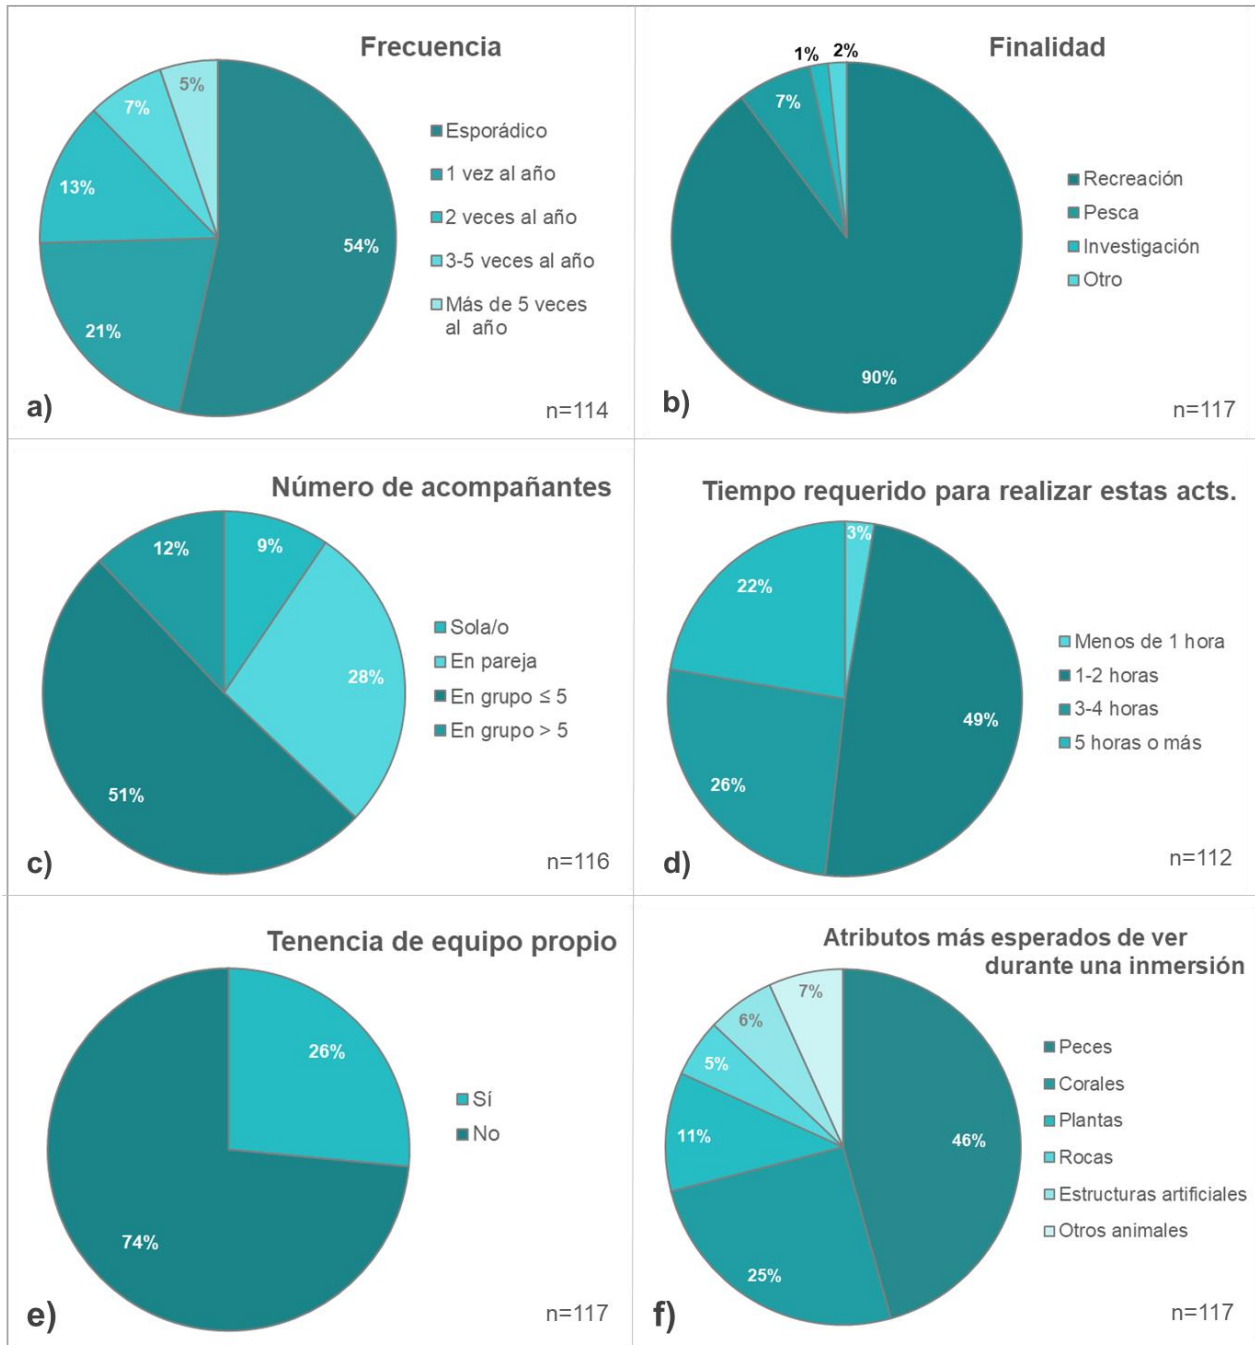 Frecuencia
5%
7%
13%
54%
21%
Esporádico
1 vez al año
2 veces al año
3-5 veces al año
Más de 5 veces
al año
a)
n=114
Finalidad
1%
2%
7%
90%
Recreación
Pesca
Investigación
Otro
b)
n=117
Número de acompañantes
12%
9%
28%
51%
Sola/o
En pareja
En grupo ≤ 5
En grupo > 5
c)
n=116
Tiempo requerido para realizar estas acts.
3%
22%
49%
26%
Menos de 1 hora
1-2 horas
3-4 horas
5 horas o más
d)
n=112
Tenencia de equipo propio
26%
74%
Sí
No
e)
n=117
Atributos más esperados de ver
durante una inmersión
7%
6%
5%
11%
46%
25%
Peces
Corales
Plantas
Rocas
Estructuras artificiales
Otros animales
f)
n=117